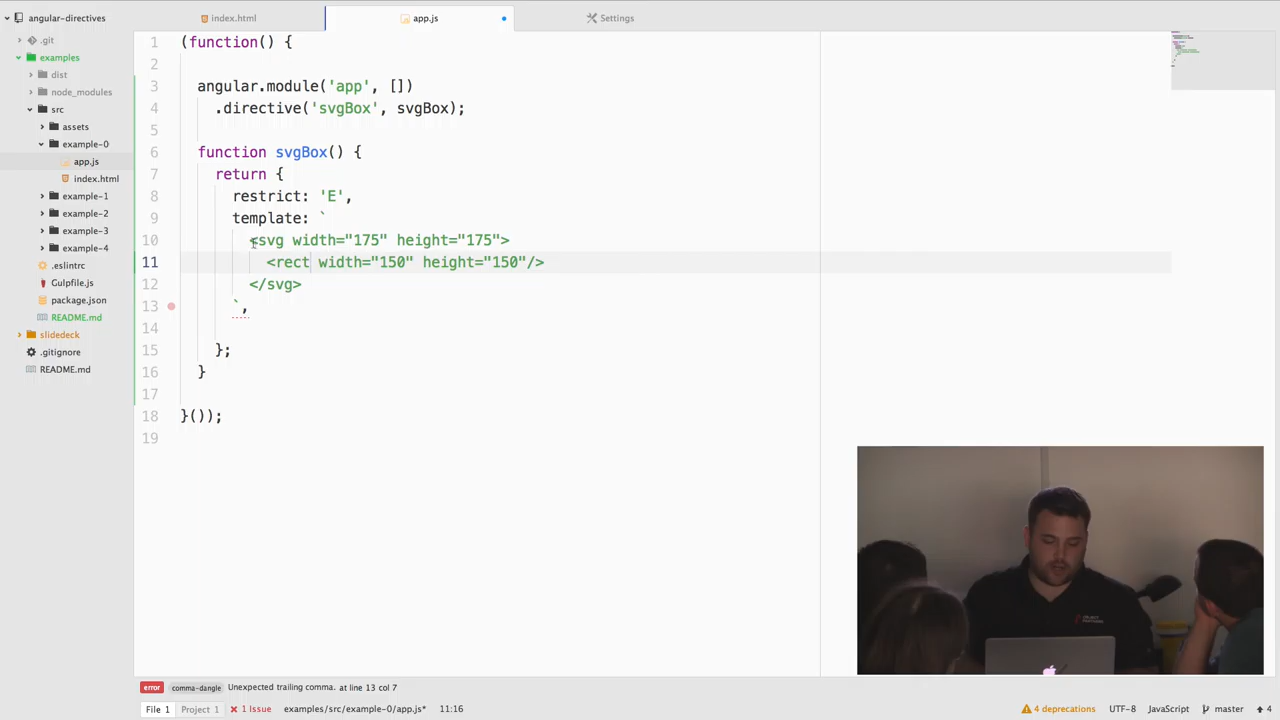 angular-directives
index.html
app.js
Settings
.git
examples
dist
node_modules
src
assets
example-0
app.js
index.html
example-1
example-2
example-3
example-4
.eslintrc
Gulpfile.js
package.json
README.md
slidedeck
.gitignore
README.md
1 (function() {
2
3 angular.module('app', [])
4 .directive('svgBox', svgBox);
5
6 function svgBox() {
7 return {
8 restrict: 'E',
9 template: `
10 <svg width="175" height="175">
11 <rect width="150" height="150"/>
12 </svg>
13 `,
14
15 };
16 }
17
18 }());
19
error comma-dangle Unexpected trailing comma. at line 13 col 7
File 1 Project 1 1 Issue examples/src/example-0/app.js* 11:16 4 deprecations UTF-8 JavaScript master 4